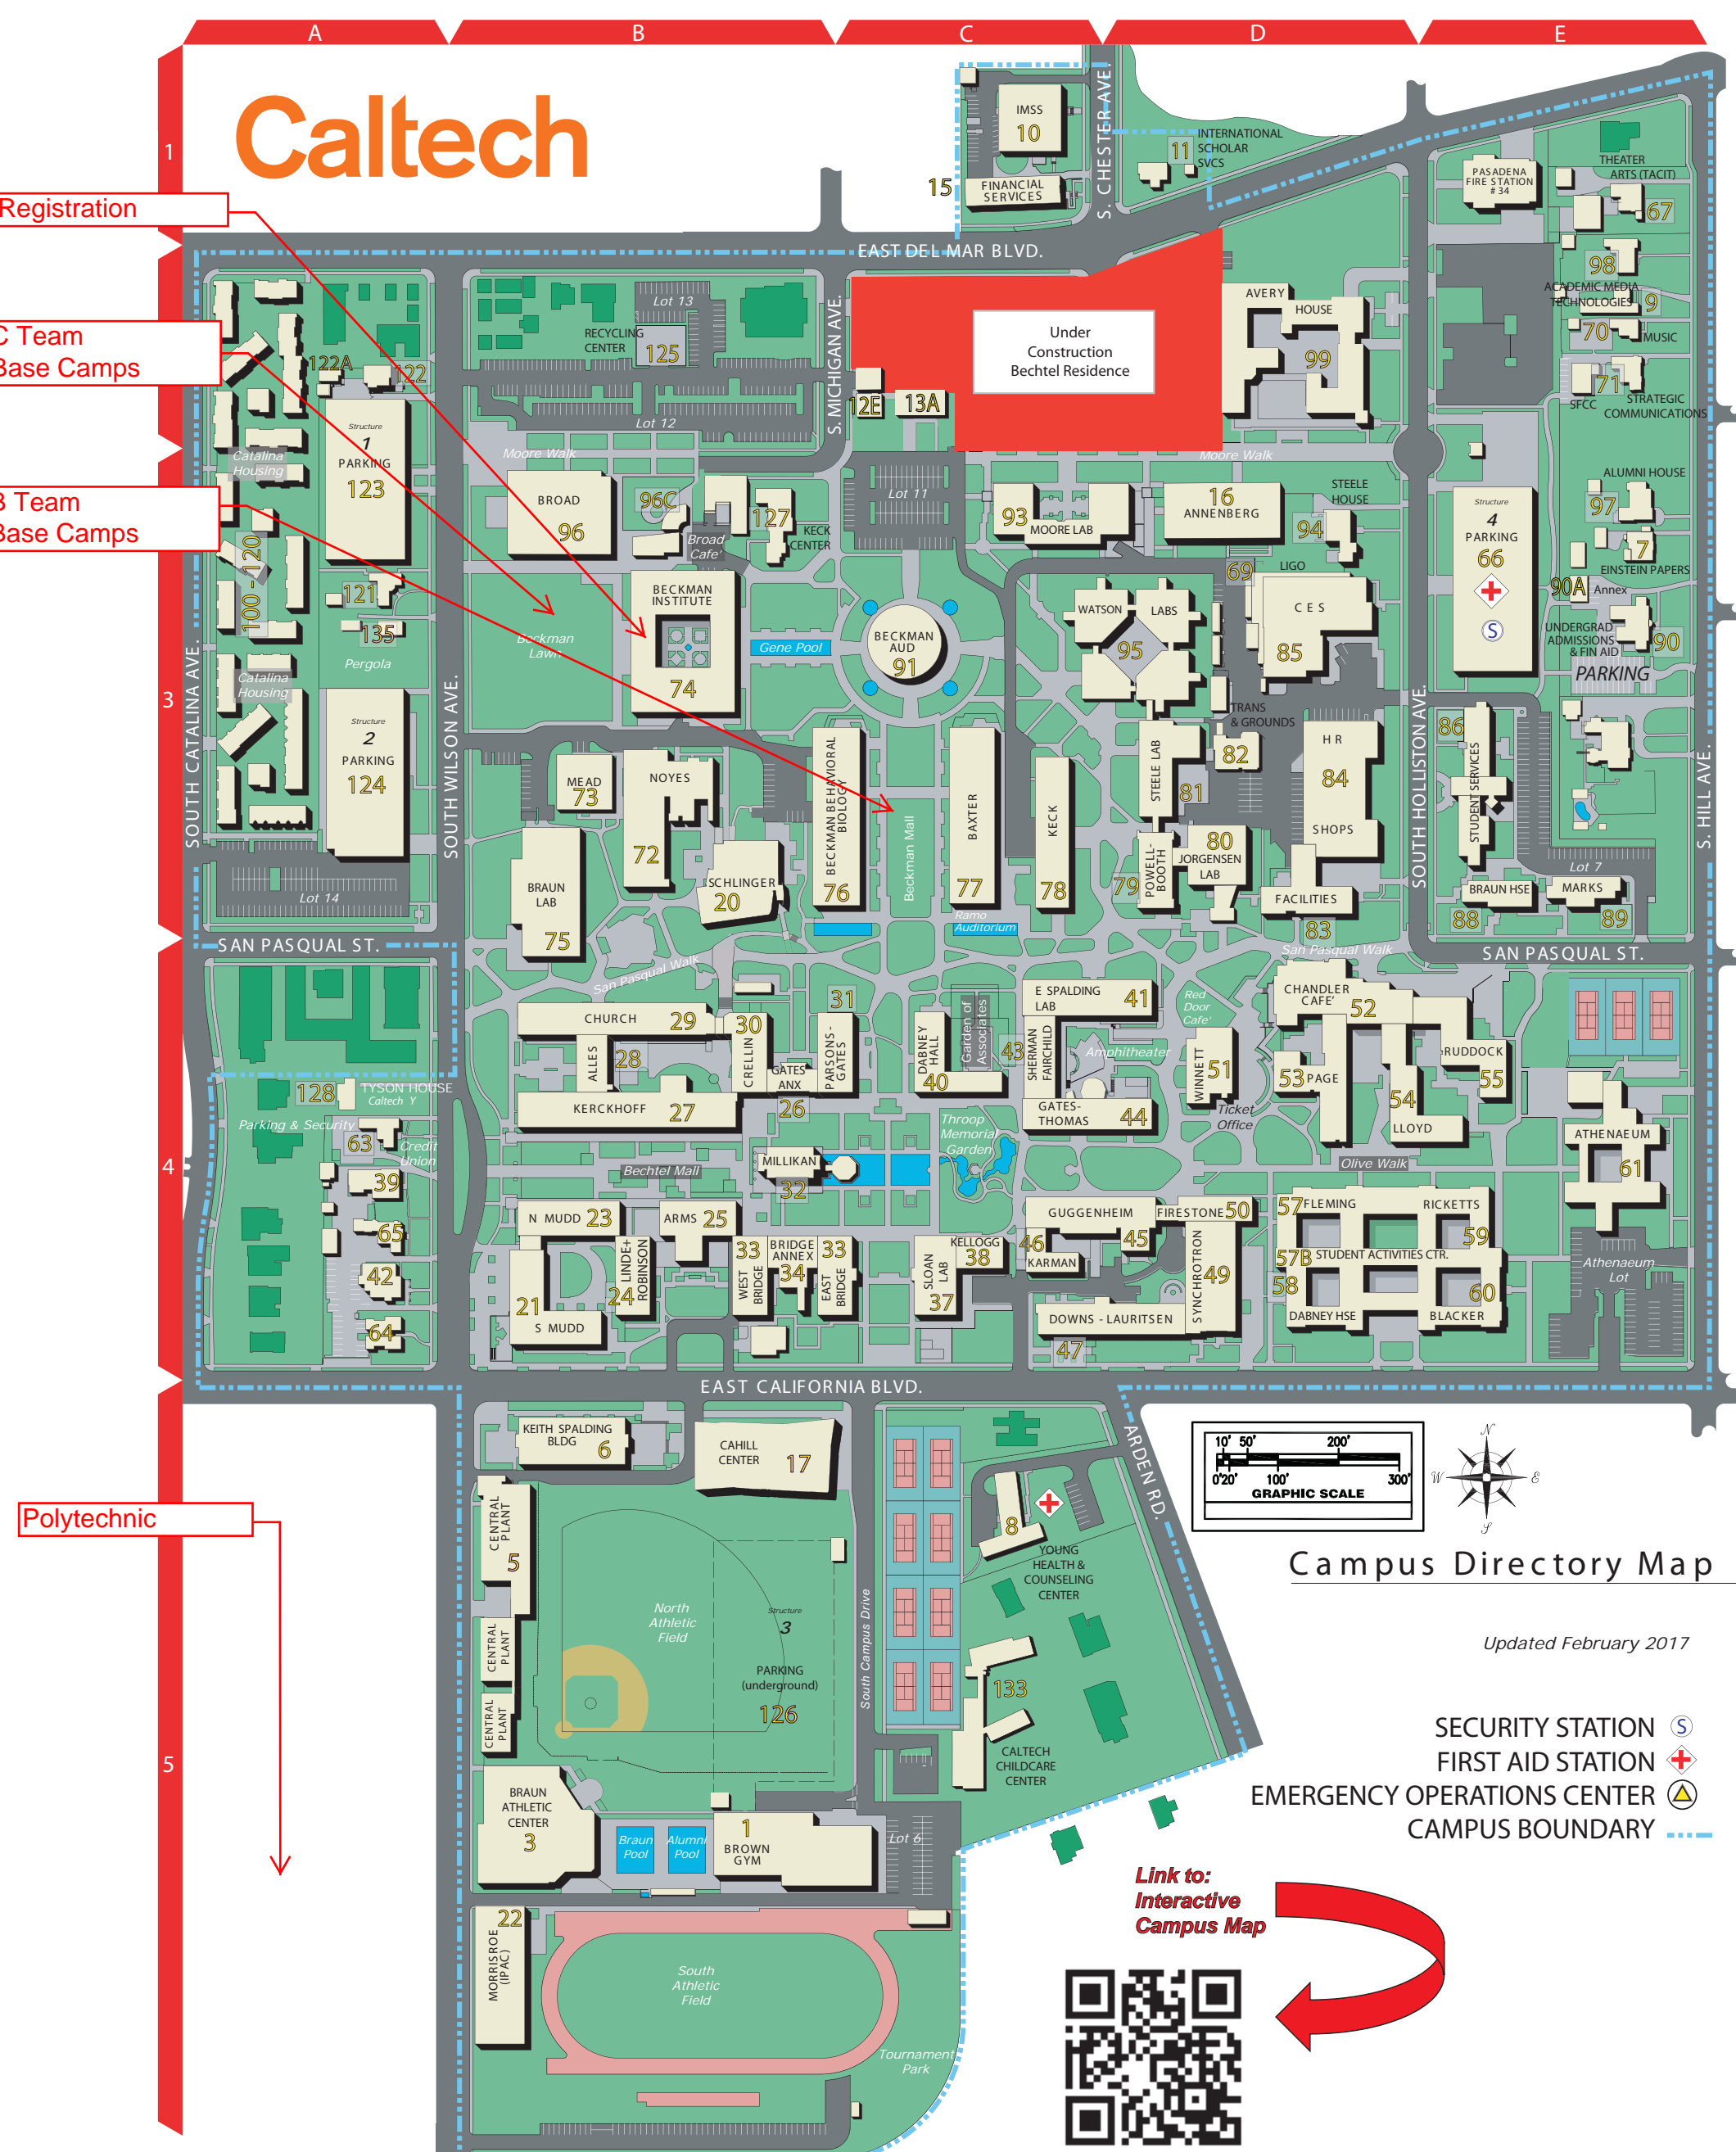 A
B
C
D
E
1
3
4
5
Caltech
Registration
C Team
Base Camps
B Team
Base Camps
Polytechnic
IMSS
10
15
FINANCIAL
SERVICES
S. CHESTER AVE.
11
INTERNATIONAL
SCHOLAR
SVCS
PASADENA
FIRE STATION
# 34
THEATER
ARTS (TACIT)
67
98
ACADEMIC MEDIA
TECHNOLOGIES
9
70
MUSIC
71
SFCC
STRATEGIC
COMMUNICATIONS
EAST DEL MAR BLVD.
Lot 13
RECYCLING
CENTER
125
Lot 12
S. MICHIGAN AVE.
Under
Construction
Bechtel Residence
AVERY
HOUSE
99
12E
13A
122A
122
Structure
1
PARKING
123
Catalina
Housing
100 - 120
121
135
Pergola
Catalina
Housing
Structure
2
PARKING
124
Lot 14
SOUTH CATALINA AVE.
SOUTH WILSON AVE.
Moore Walk
BROAD
96
96C
Broad
Cafe'
127
KECK
CENTER
Lot 11
Moore Walk
93
MOORE LAB
16
ANNENBERG
STEELE
HOUSE
94
ALUMNI HOUSE
97
Structure
4
PARKING
66
S
7
EINSTEIN PAPERS
90A
Annex
UNDERGRAD
ADMISSIONS
& FIN AID
90
PARKING
BECKMAN
INSTITUTE
74
Beckman
Lawn
Gene Pool
BECKMAN
AUD
91
WATSON
LABS
95
69
LIGO
C E S
85
TRANS
& GROUNDS
82
H R
84
SHOPS
86
STUDENT SERVICES
SOUTH HOLLISTON AVE.
S. HILL AVE.
MEAD
73
NOYES
72
BRAUN
LAB
75
SCHLINGER
20
BECKMAN BEHAVIORAL
BIOLOGY
76
Beckman Mall
BAXTER
77
Ramo
Auditorium
KECK
78
STEELE LAB
81
79
POWELL-
BOOTH
80
JORGENSEN
LAB
FACILITIES
83
Lot 7
BRAUN HSE
88
MARKS
89
SAN PASQUAL ST.
San Pasqual Walk
San Pasqual Walk
SAN PASQUAL ST.
CHURCH
29
30
CRELLIN
31
PARSONS -
GATES
ALLES
28
GATES
ANX
26
KERCKHOFF
27
DABNEY
HALL
40
Garden of
Associates
43
E SPALDING
LAB
41
SHERMAN
FAIRCHILD
Amphitheater
GATES-
THOMAS
44
Red
Door
Cafe'
WINNETT
51
Ticket
Office
CHANDLER
CAFE'
52
53
PAGE
54
LLOYD
RUDDOCK
55
ATHENAEUM
61
128
TYSON HOUSE
Caltech Y
Parking & Security
63
Credit
Union
39
65
42
64
Bechtel Mall
MILLIKAN
32
Throop
Memorial
Garden
Olive Walk
N MUDD
23
ARMS
25
21
24
LINDE+
ROBINSON
S MUDD
33
WEST
BRIDGE
BRIDGE
ANNEX
34
33
EAST
BRIDGE
KELLOGG
38
SLOAN
LAB
37
GUGGENHEIM
45
46
KARMAN
FIRESTONE
50
SYNCHROTRON
49
DOWNS - LAURITSEN
47
57
FLEMING
RICKETTS
59
57B
STUDENT ACTIVITIES CTR.
58
60
DABNEY HSE
BLACKER
Athenaeum
Lot
EAST CALIFORNIA BLVD.
KEITH SPALDING
BLDG
6
CAHILL
CENTER
17
CENTRAL
PLANT
5
CENTRAL
PLANT
CENTRAL
PLANT
North
Athletic
Field
Structure
3
PARKING
(underground)
126
South Campus Drive
8
YOUNG
HEALTH &
COUNSELING
CENTER
133
CALTECH
CHILDCARE
CENTER
ARDEN RD.
10' 50' 200'
0' 20' 100' 300'
GRAPHIC SCALE
N
W
E
S
Campus Directory Map
Updated February 2017
SECURITY STATION S
FIRST AID STATION
EMERGENCY OPERATIONS CENTER
CAMPUS BOUNDARY
BRAUN
ATHLETIC
CENTER
3
Braun
Pool
Alumni
Pool
1
BROWN
GYM
Lot 6
22
MORRISROE
(IPAC)
South
Athletic
Field
Tournament
Park
Link to:
Interactive
Campus Map